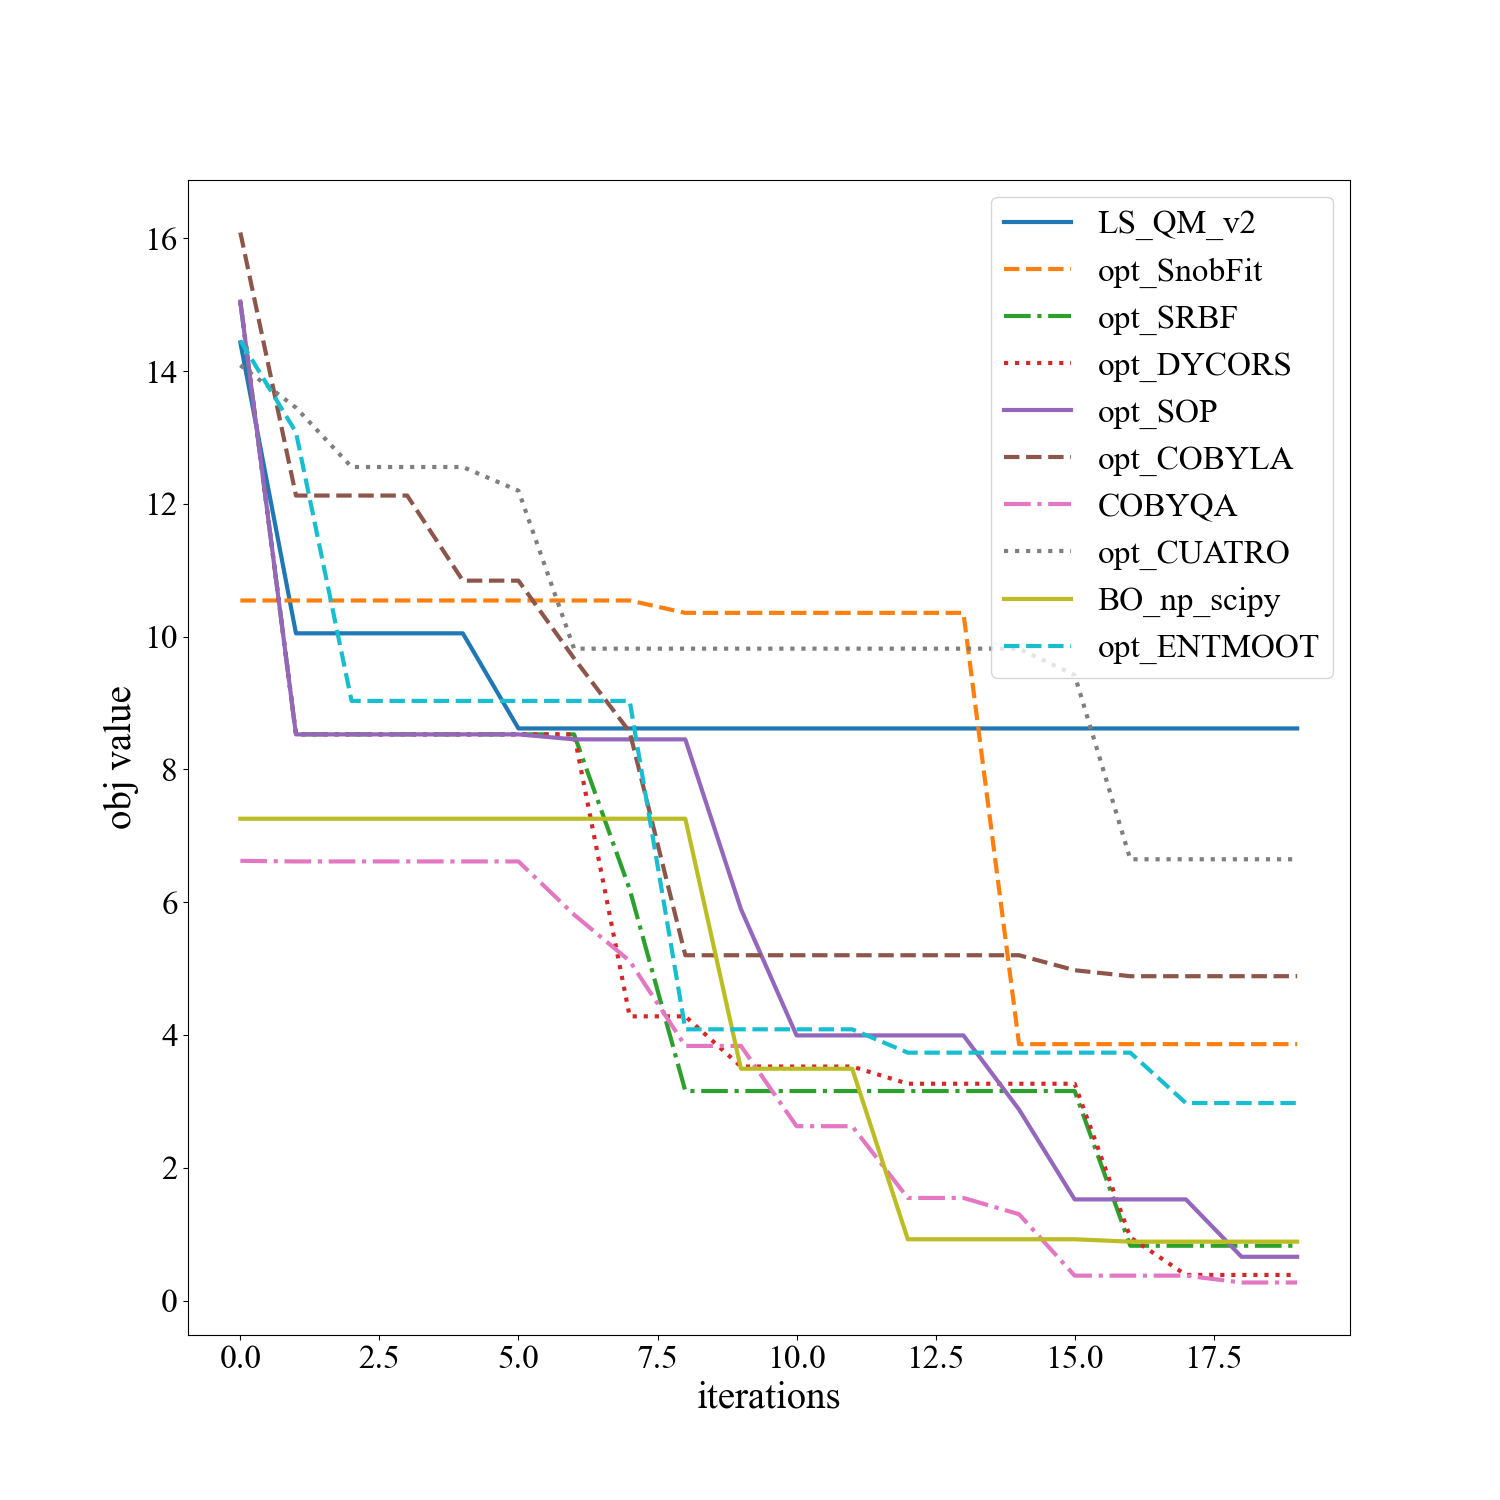 LS_QM_v2
opt_SnobFit
opt_SRBF
opt_DYCORS
opt_SOP
opt_COBYLA
COBYQA
opt_CUATRO
BO_np_scipy
opt_ENTMOOT
16
14
12
10
8
6
4
2
0
obj value
0.0 2.5 5.0 7.5 10.0 12.5 15.0 17.5
iterations